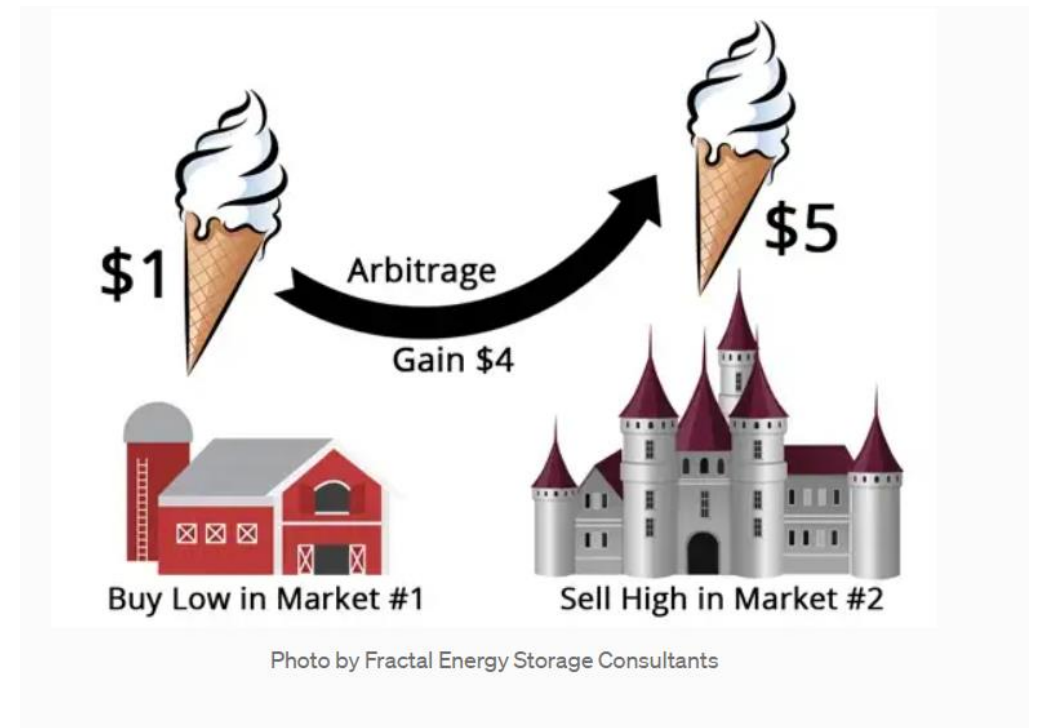 $1
$5
Arbitrage
Gain $4
Buy Low in Market #1
Sell High in Market #2
Photo by Fractal Energy Storage Consultants